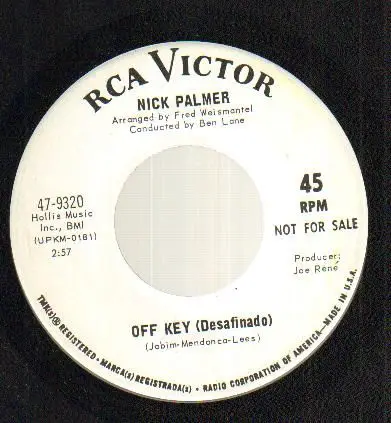 RCA VICTOR
NICK PALMER
Arranged by Fred Weismantel
Conducted by Ben Lane
47-9320
Hollis Music
Inc., BMI
(UPKM-0181)
2:57
45
RPM
NOT FOR SALE
Producer:
Joe René
OFF KEY (Desafinado)
(Jobim-Mendonca-Lees)
TMK(s)® REGISTERED • MARCA(s) REGISTRADA(s) • RADIO CORPORATION OF AMERICA—MADE IN U.S.A.